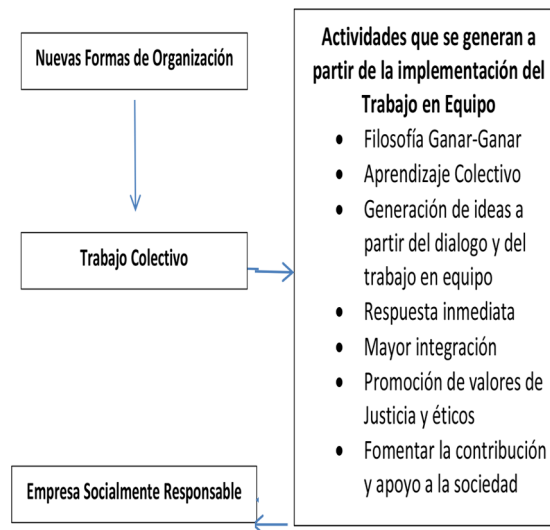 Nuevas Formas de Organización
Trabajo Colectivo
Empresa Socialmente Responsable
Actividades que se generan a
partir de la implementación del
Trabajo en Equipo
• Filosofía Ganar-Ganar
• Aprendizaje Colectivo
• Generación de ideas a
partir del dialogo y del
trabajo en equipo
• Respuesta inmediata
• Mayor integración
• Promoción de valores de
Justicia y éticos
• Fomentar la contribución
y apoyo a la sociedad